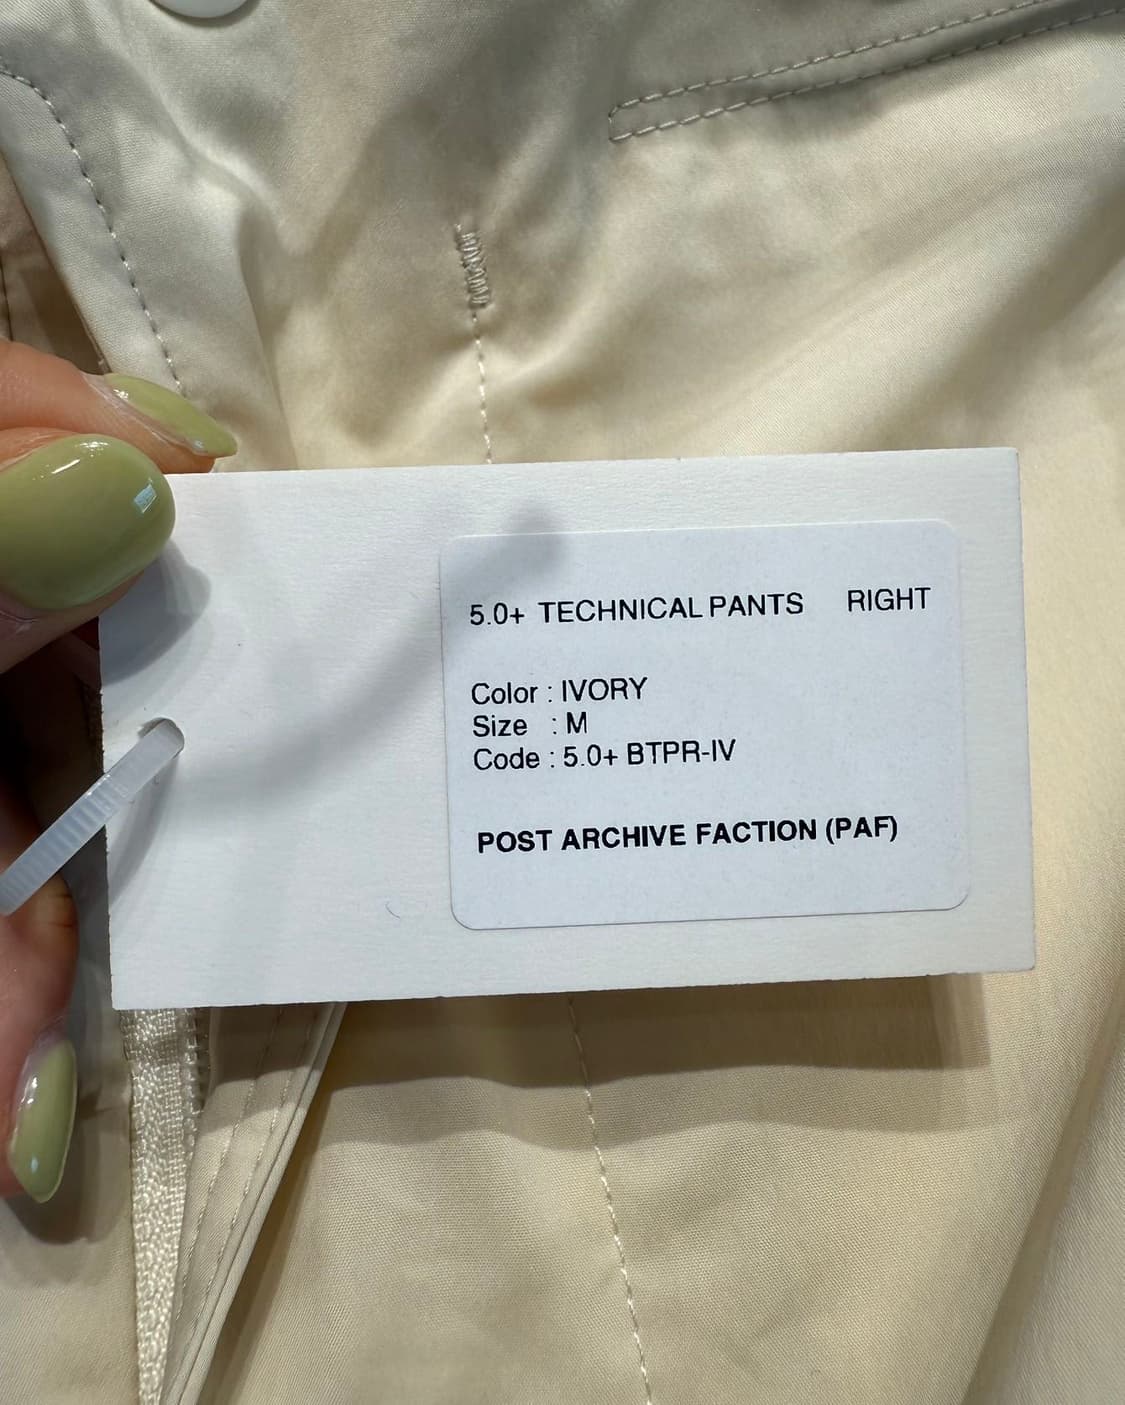 5.0+ TECHNICAL PANTS RIGHT
Color : IVORY
Size : M
Code : 5.0+ BTPR-IV
POST ARCHIVE FACTION (PAF)